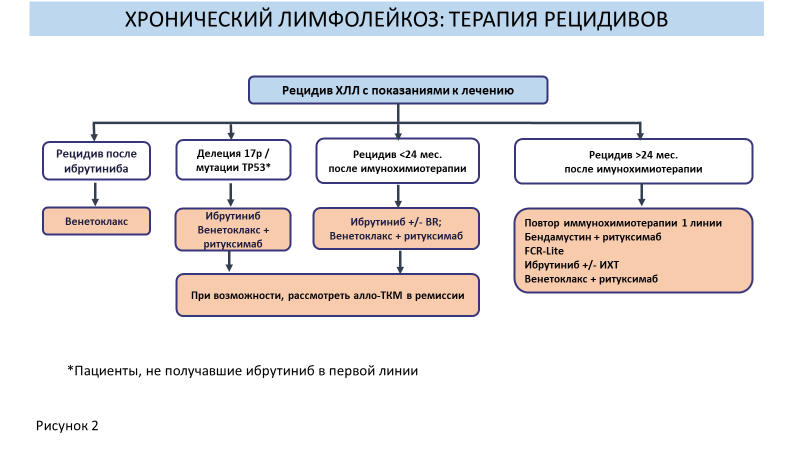 ХРОНИЧЕСКИЙ ЛИМФОЛЕЙКОЗ: ТЕРАПИЯ РЕЦИДИВОВ
Рецидив ХЛЛ с показаниями к лечению
Рецидив после
ибрутиниба
Делеция 17р /
мутации ТР53*
Рецидив <24 мес.
после имунохимиотерапии
Рецидив >24 мес.
после имунохимиотерапии
Венетоклакс
Ибрутиниб
Венетоклакс +
ритуксимаб
Ибрутиниб +/- BR;
Венетоклакс + ритуксимаб
Повтор иммунохимиотерапии 1 линии
Бендамустин + ритуксимаб
FCR-Lite
Ибрутиниб +/- ИХТ
Венетоклакс + ритуксимаб
При возможности, рассмотреть алло-ТКМ в ремиссии
*Пациенты, не получавшие ибрутиниб в первой линии
Рисунок 2